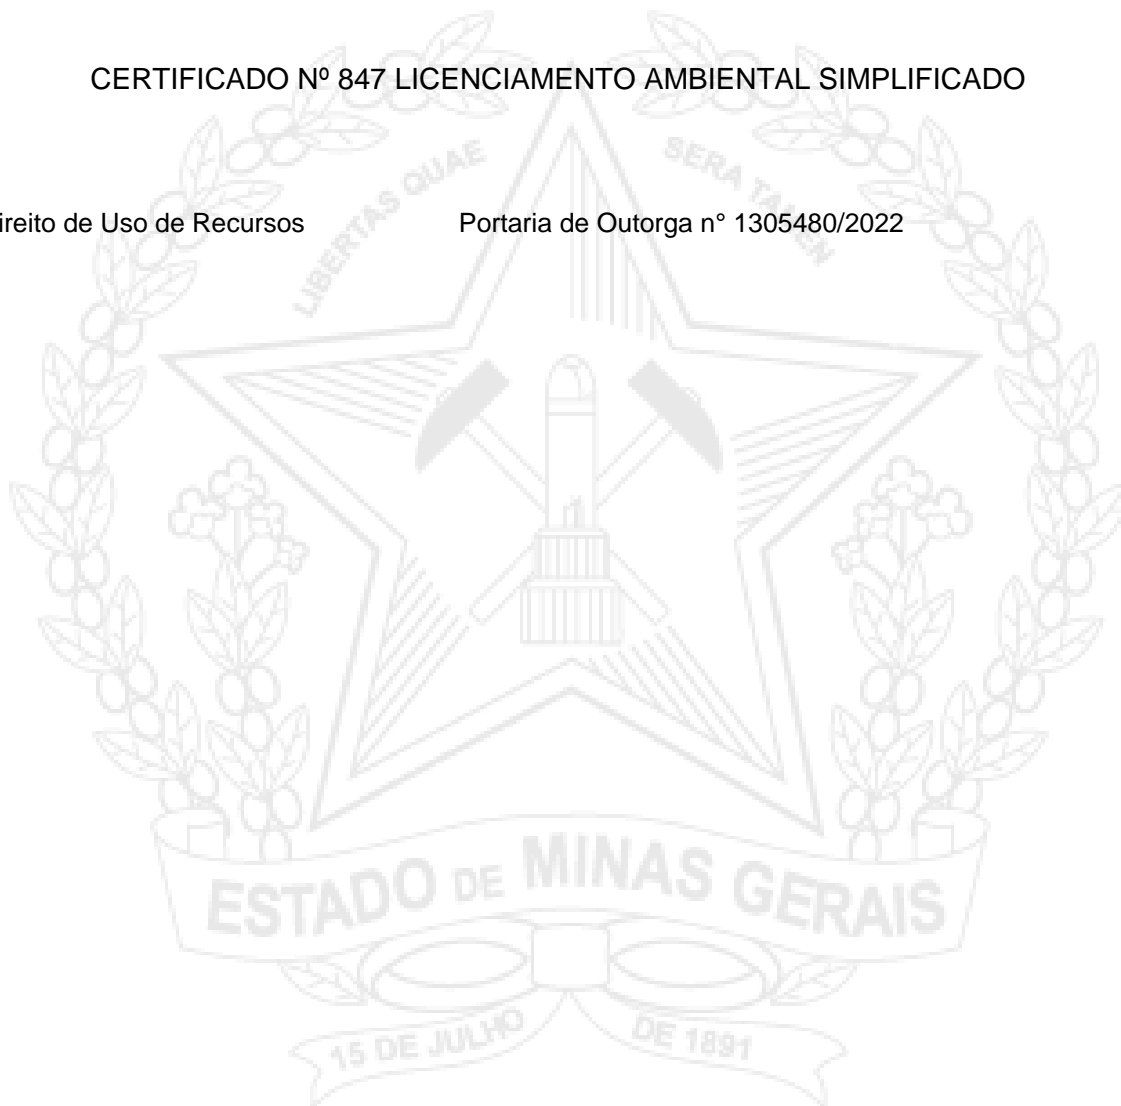 CERTIFICADO Nº 847 LICENCIAMENTO AMBIENTAL SIMPLIFICADO
LIBERTAS QUAE SERA TAMEN
ireito de Uso de Recursos Portaria de Outorga n° 1305480/2022
ESTADO DE MINAS GERAIS
15 DE JULHO DE 1891